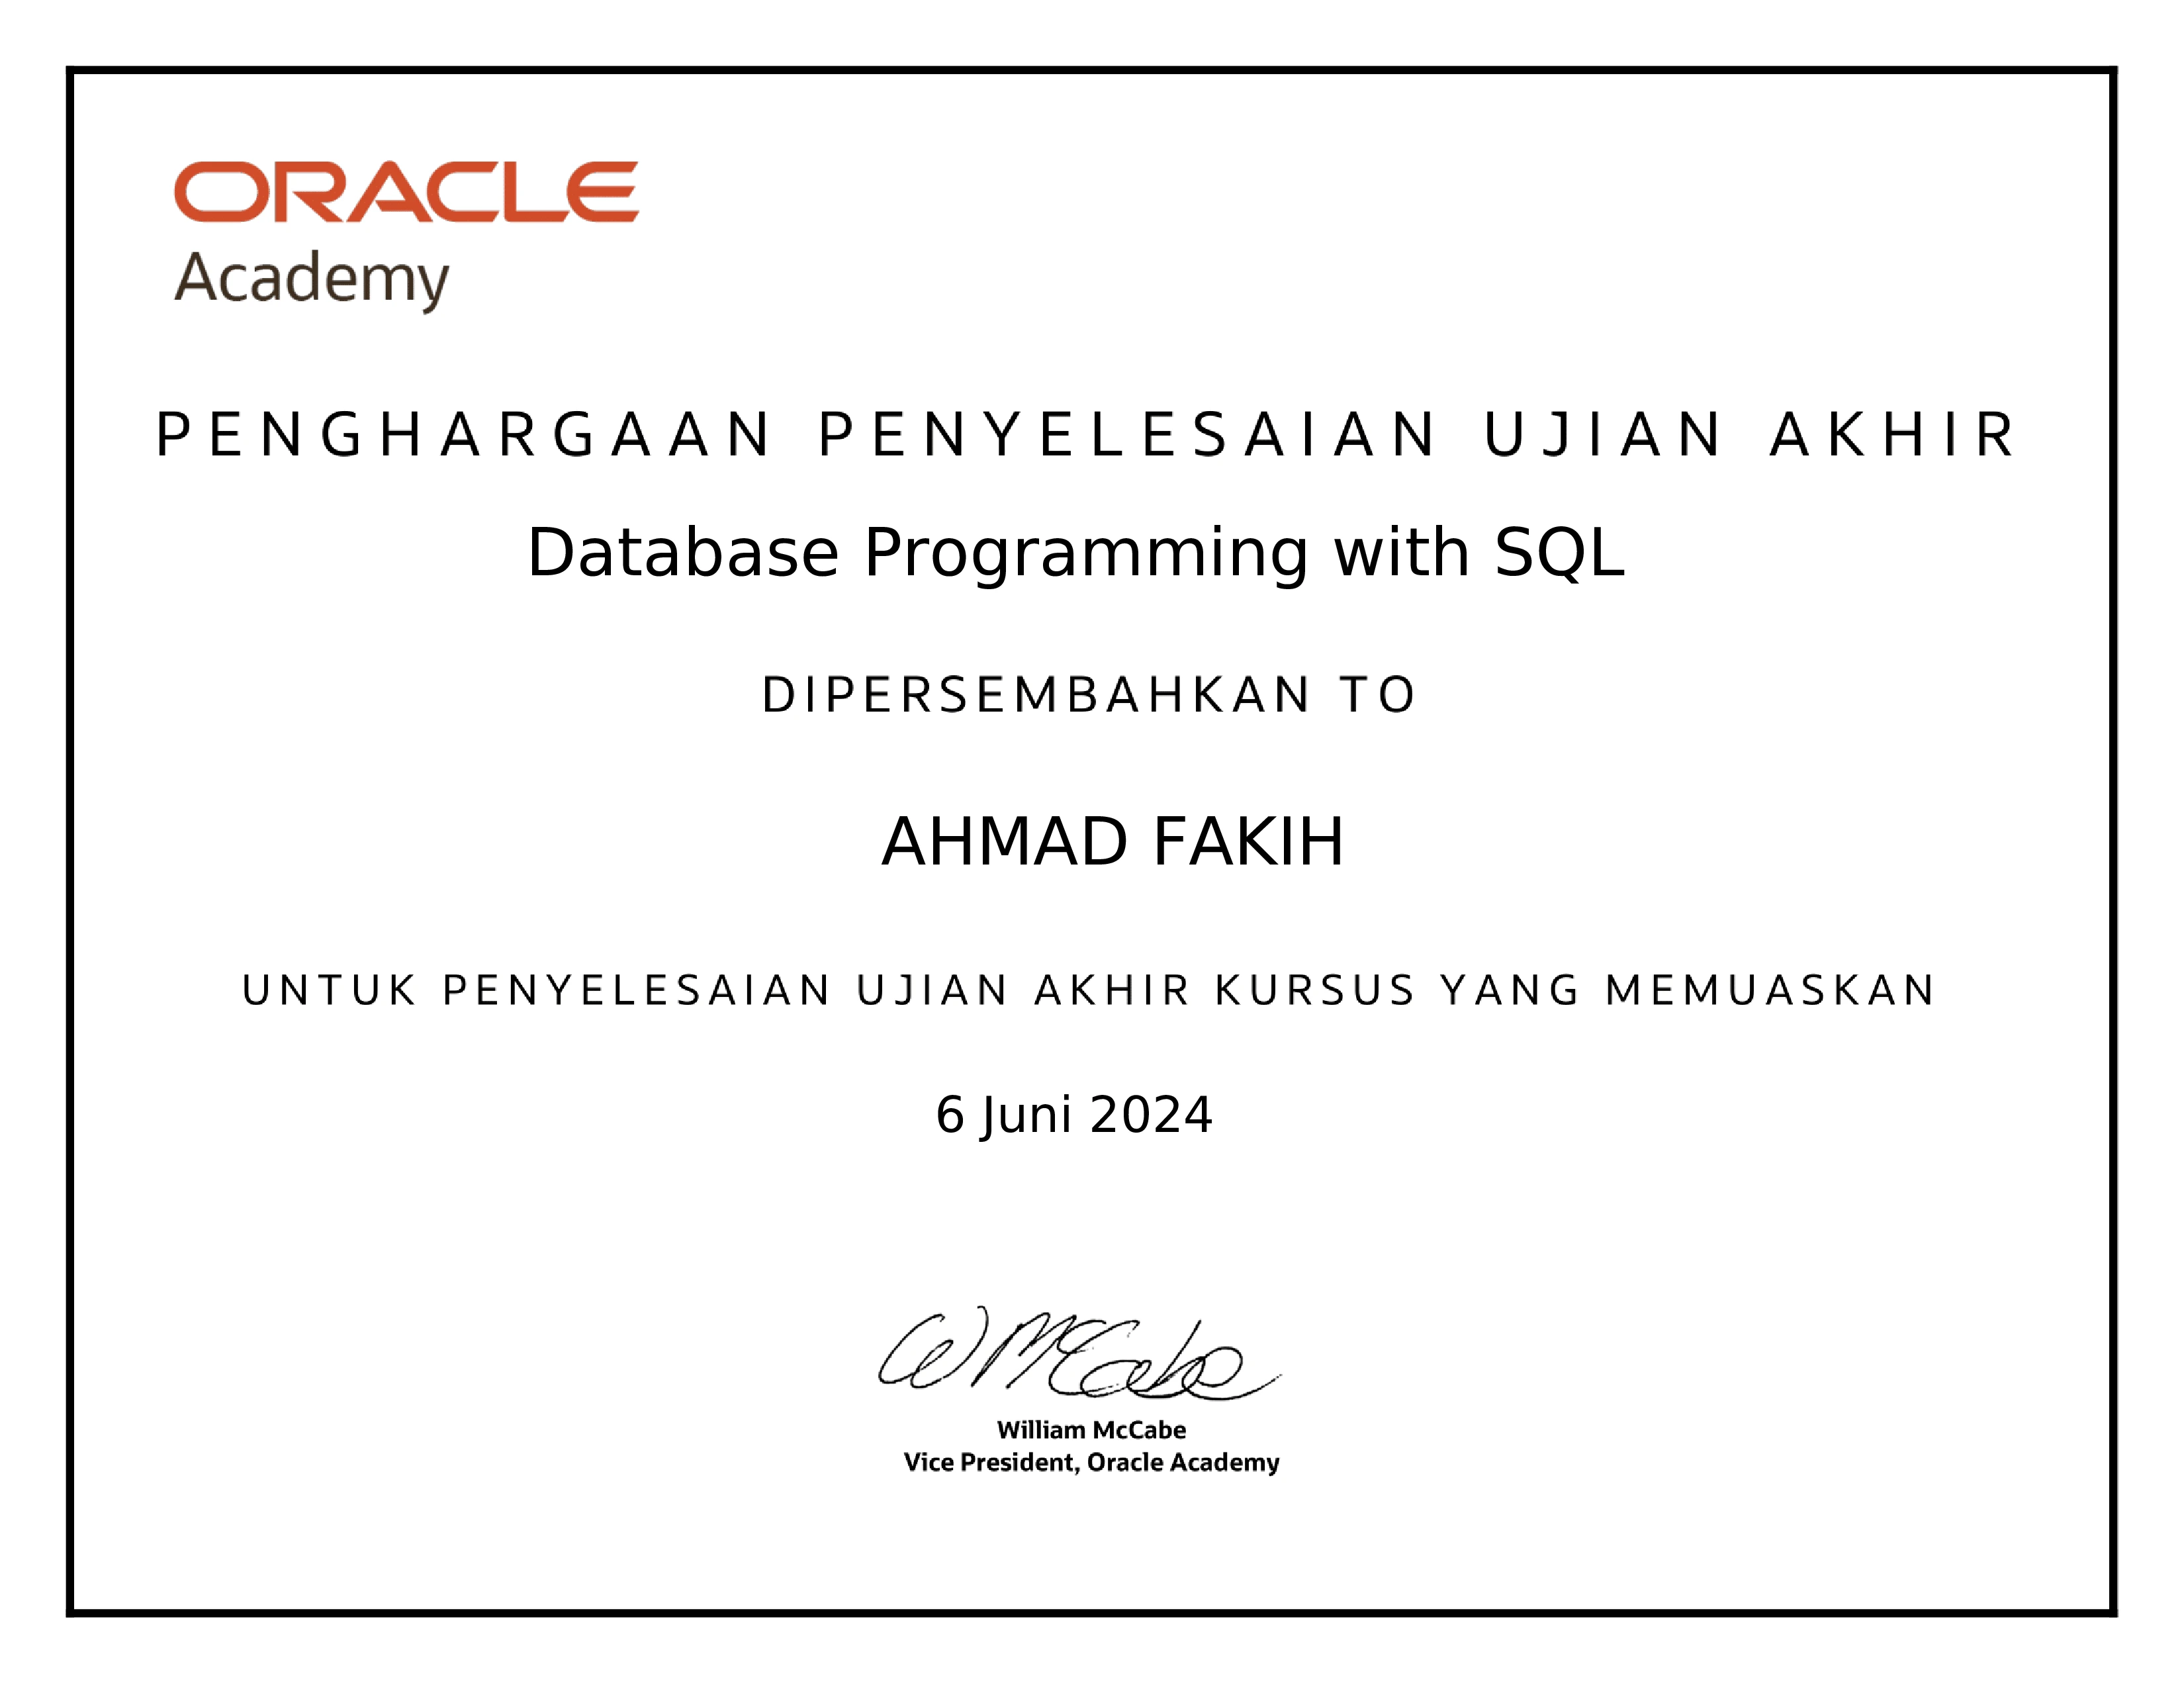 ORACLE
Academy
PENGHARGAAN PENYELESAIAN UJIAN AKHIR
Database Programming with SQL
DIPERSEMBAHKAN TO
AHMAD FAKIH
UNTUK PENYELESAIAN UJIAN AKHIR KURSUS YANG MEMUASKAN
6 Juni 2024
W McCabe
William McCabe
Vice President, Oracle Academy